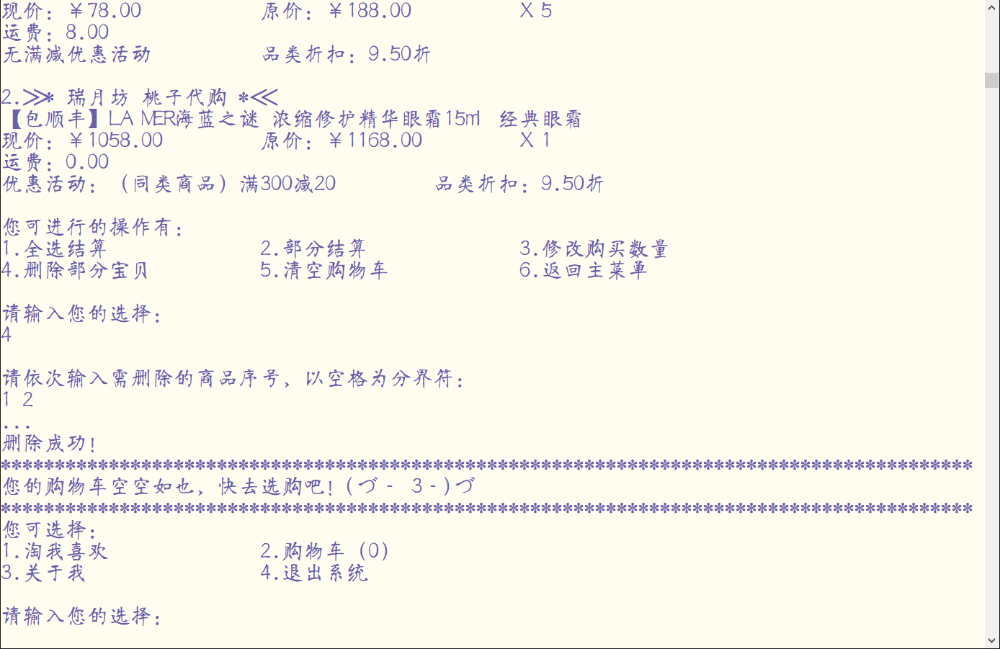 现价：￥78.00 原价：￥188.00 X 5
运费：8.00
无满减优惠活动 品类折扣：9.50折
2.≫* 瑞月坊 桃子代购 *≪
【包顺丰】LA MER海蓝之谜 浓缩修护精华眼霜15ml 经典眼霜
现价：￥1058.00 原价：￥1168.00 X 1
运费：0.00
优惠活动：（同类商品）满300减20 品类折扣：9.50折
您可进行的操作有：
1.全选结算 2.部分结算 3.修改购买数量
4.删除部分宝贝 5.清空购物车 6.返回主菜单
请输入您的选择：
4
请依次输入需删除的商品序号、以空格为分界符：
1 2
...
删除成功！
******************************************************************************************
您的购物车空空如也、快去选购吧！(づ－ 3－)づ
******************************************************************************************
您可选择：
1.淘我喜欢 2.购物车（0）
3.关于我 4.退出系统
请输入您的选择：